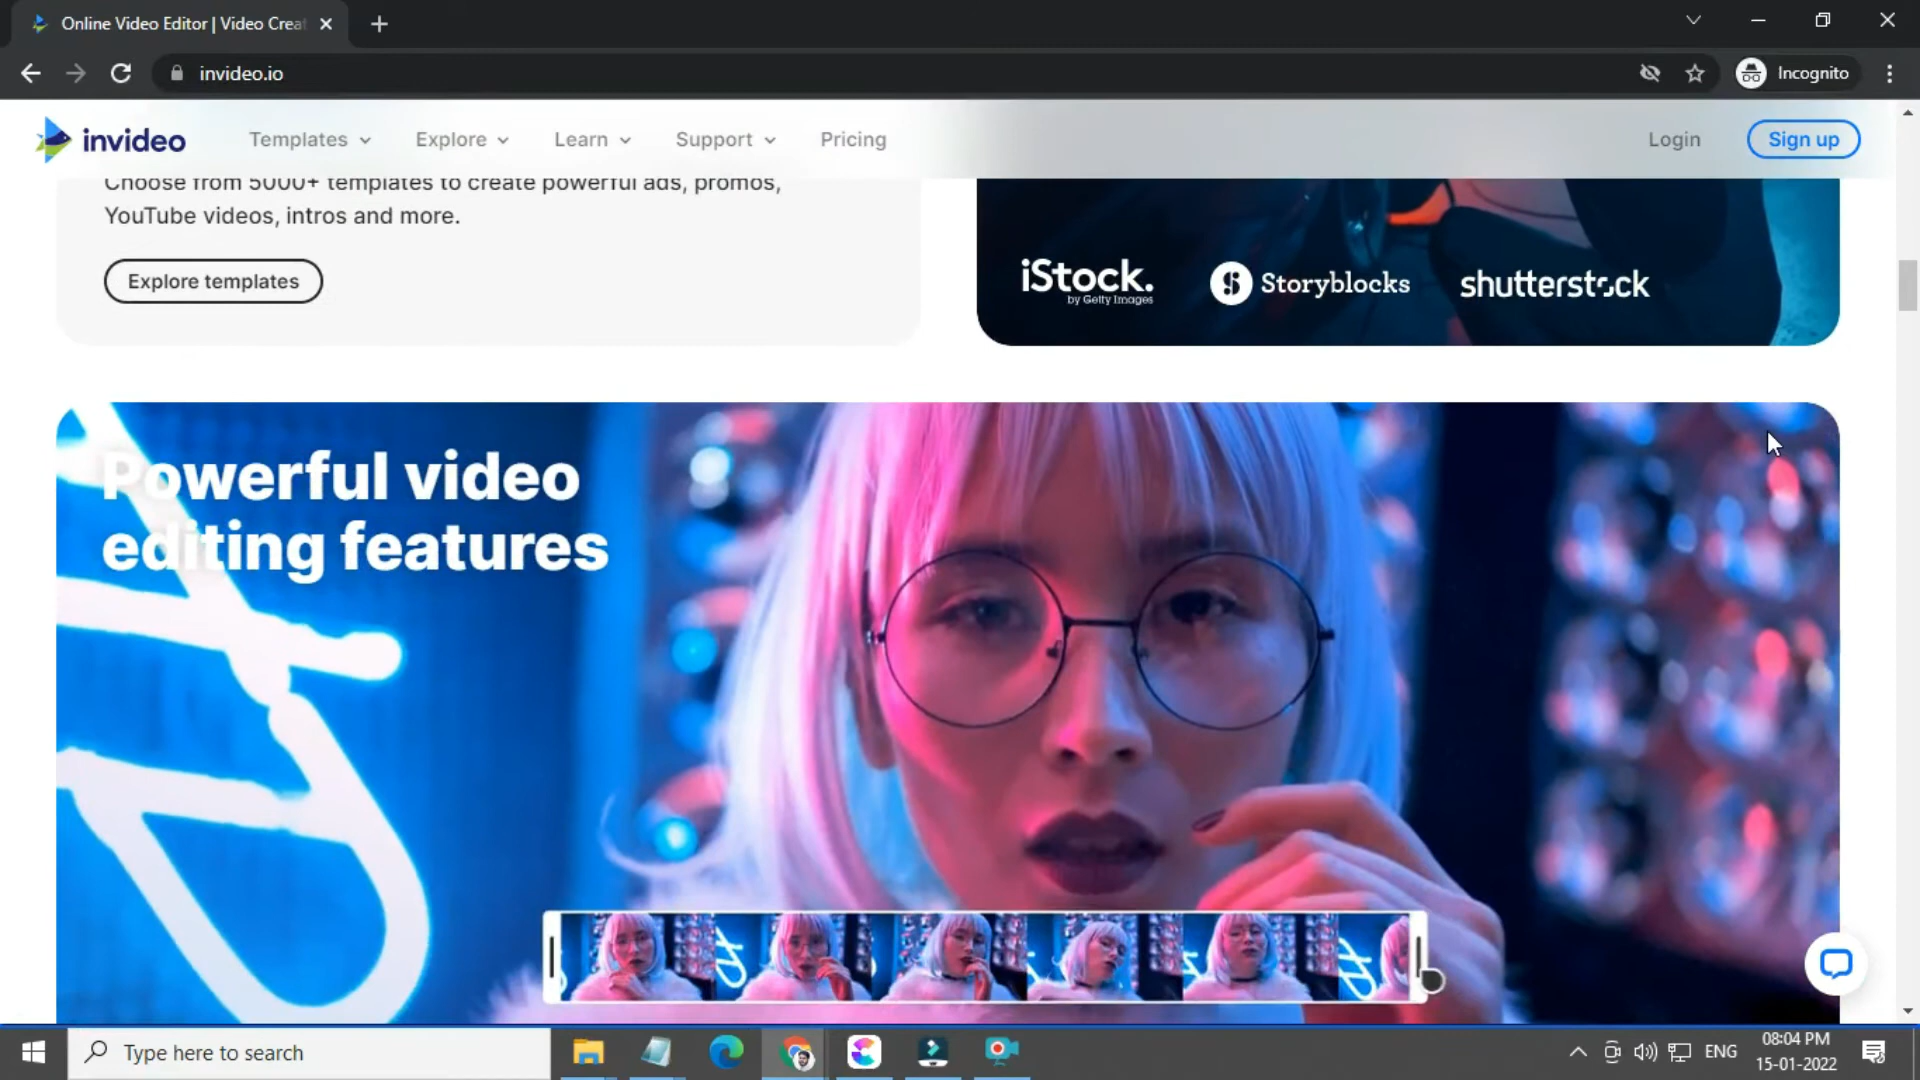 Online Video Editor | Video Crea
invideo.io
Incognito
invideo
Templates
Explore
Learn
Support
Pricing
Login
Sign up
Choose from 5000+ templates to create powerful ads, promos,
YouTube videos, intros and more.
Explore templates
iStock.
by Getty Images
Storyblocks
shutterstock
Powerful video
editing features
Type here to search
ENG
08:04 PM
15-01-2022